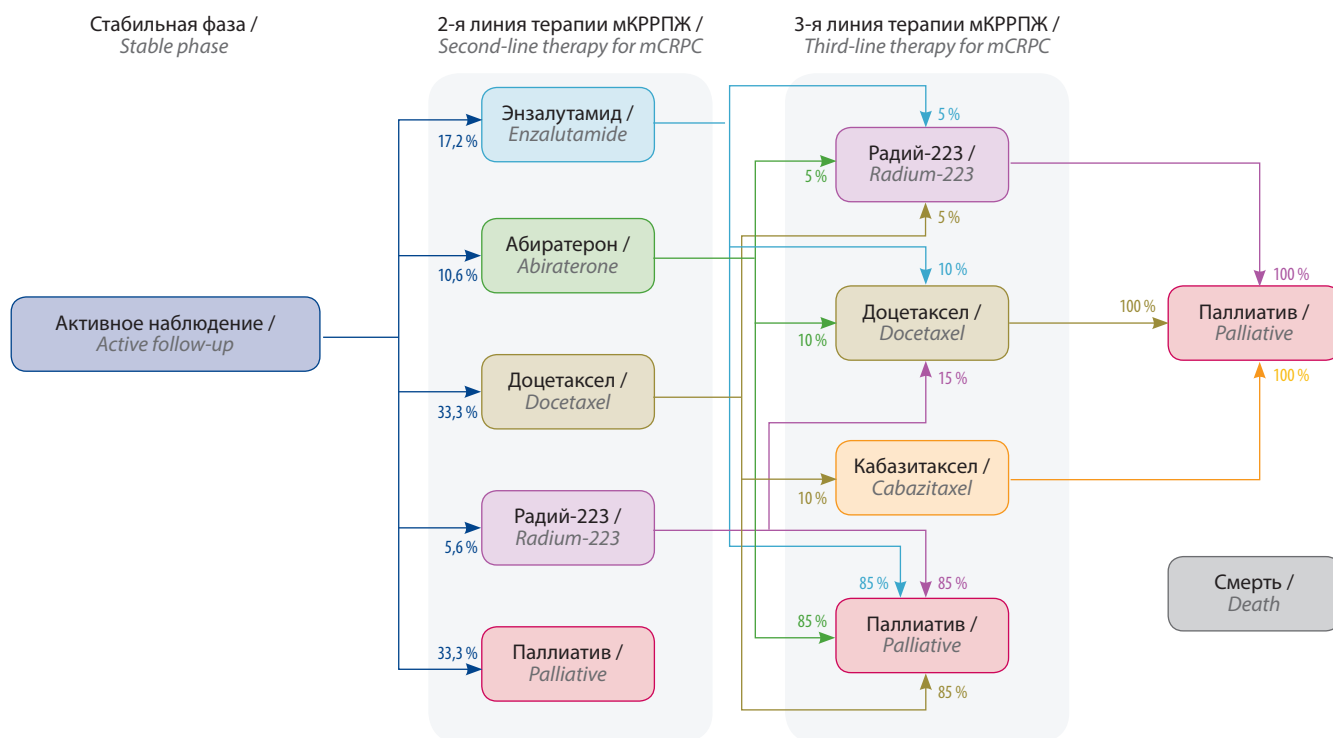 Стабильная фаза /
Stable phase
2-я линия терапии мКРРПЖ /
Second-line therapy for mCRPC
3-я линия терапии мКРРПЖ /
Third-line therapy for mCRPC
Активное наблюдение /
Active follow-up
17,2 %
Энзалутамид /
Enzalutamide
10,6 %
Абиратерон /
Abiraterone
33,3 %
Доцетаксел /
Docetaxel
5,6 %
Радий-223 /
Radium-223
33,3 %
Паллиатив /
Palliative
5 %
5 %
Радий-223 /
Radium-223
5 %
10 %
10 %
Доцетаксел /
Docetaxel
15 %
10 %
Кабазитаксел /
Cabazitaxel
85 %
85 %
85 %
Паллиатив /
Palliative
85 %
100 %
100 %
Паллиатив /
Palliative
100 %
Смерть /
Death